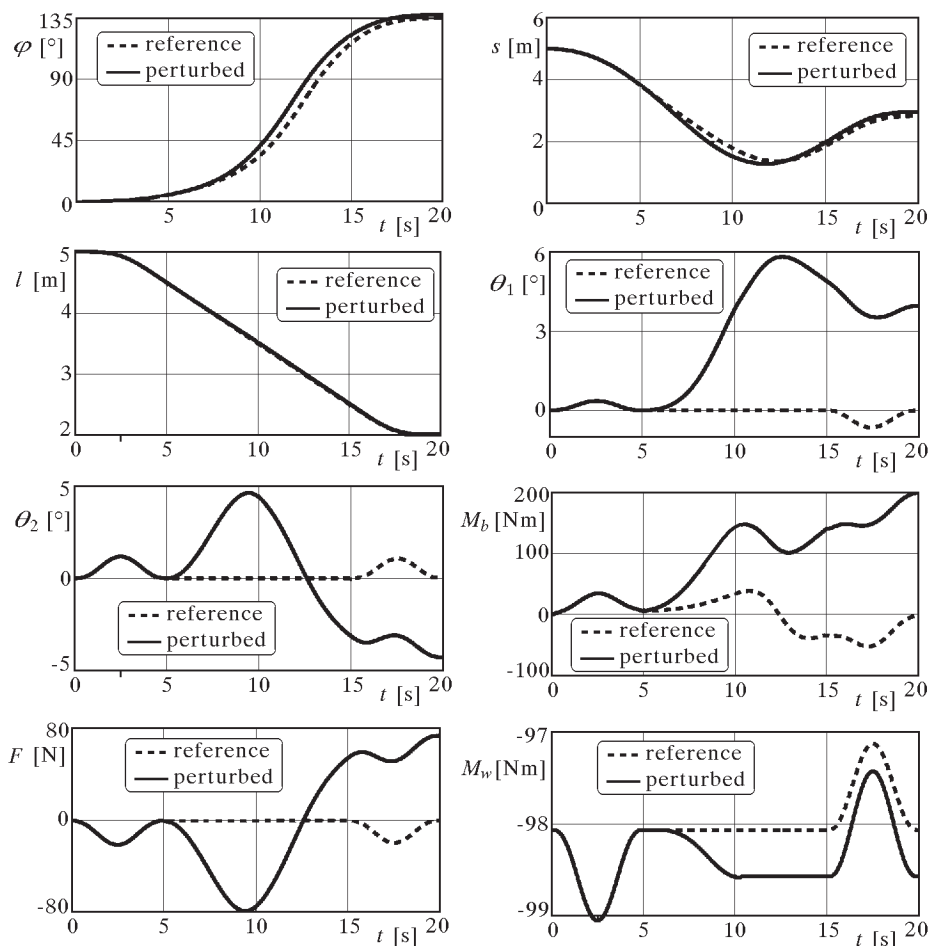 135
φ [°]
90
45
0
reference
perturbed
5
10
15
20
t [s]
6
s [m]
4
2
0
reference
perturbed
5
10
15
20
t [s]
5
l [m]
4
3
2
reference
perturbed
0
5
10
15
20
t [s]
6
θ1 [°]
3
0
reference
perturbed
0
5
10
15
20
t [s]
5
θ2 [°]
0
-5
reference
perturbed
0
5
10
15
20
t [s]
200
Mb [Nm]
100
0
-100
reference
perturbed
0
5
10
15
20
t [s]
80
F [N]
0
-80
reference
perturbed
0
5
10
15
20
t [s]
-97
Mw [Nm]
-98
-99
reference
perturbed
0
5
10
15
20
t [s]